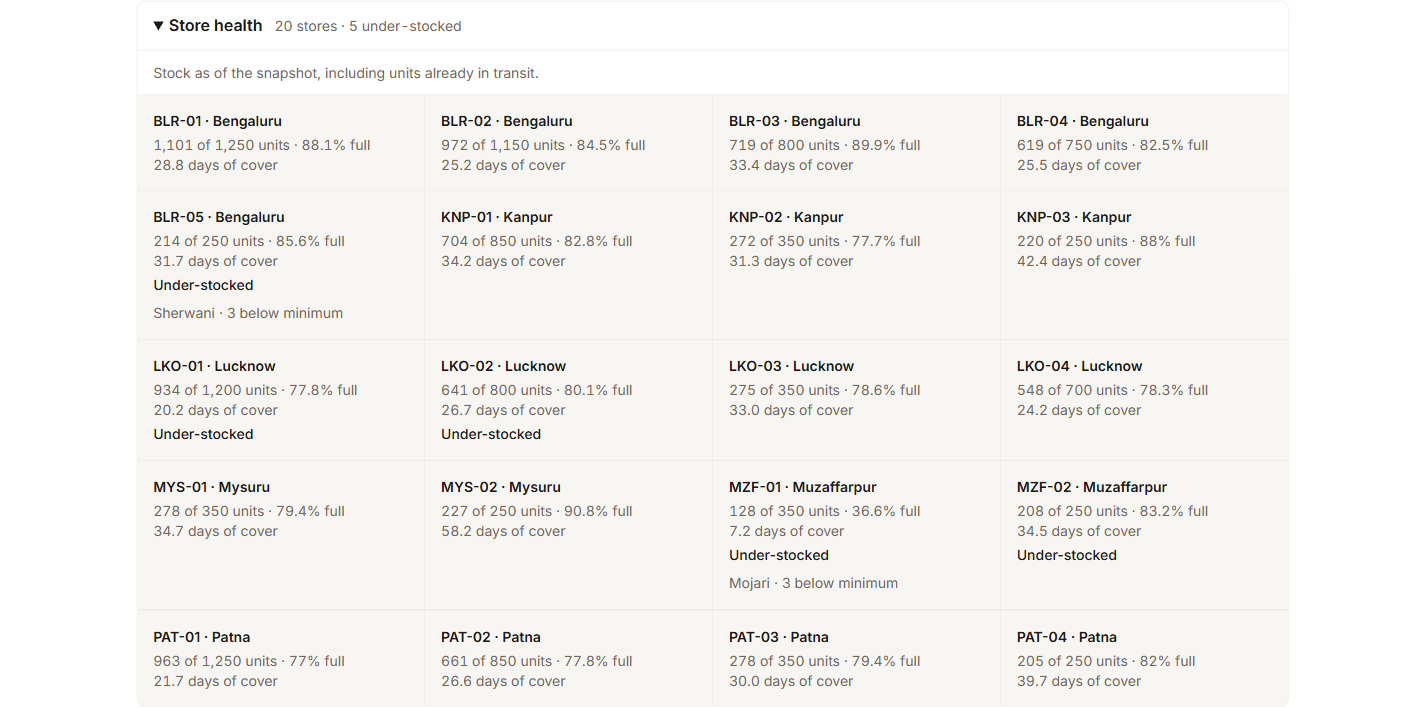 ▼ Store health 20 stores · 5 under-stocked
Stock as of the snapshot, including units already in transit.
BLR-01 · Bengaluru
1,101 of 1,250 units · 88.1% full
28.8 days of cover
BLR-02 · Bengaluru
972 of 1,150 units · 84.5% full
25.2 days of cover
BLR-03 · Bengaluru
719 of 800 units · 89.9% full
33.4 days of cover
BLR-04 · Bengaluru
619 of 750 units · 82.5% full
25.5 days of cover
BLR-05 · Bengaluru
214 of 250 units · 85.6% full
31.7 days of cover
Under-stocked
Sherwani · 3 below minimum
KNP-01 · Kanpur
704 of 850 units · 82.8% full
34.2 days of cover
KNP-02 · Kanpur
272 of 350 units · 77.7% full
31.3 days of cover
KNP-03 · Kanpur
220 of 250 units · 88% full
42.4 days of cover
LKO-01 · Lucknow
934 of 1,200 units · 77.8% full
20.2 days of cover
Under-stocked
LKO-02 · Lucknow
641 of 800 units · 80.1% full
26.7 days of cover
Under-stocked
LKO-03 · Lucknow
275 of 350 units · 78.6% full
33.0 days of cover
LKO-04 · Lucknow
548 of 700 units · 78.3% full
24.2 days of cover
MYS-01 · Mysuru
278 of 350 units · 79.4% full
34.7 days of cover
MYS-02 · Mysuru
227 of 250 units · 90.8% full
58.2 days of cover
MZF-01 · Muzaffarpur
128 of 350 units · 36.6% full
7.2 days of cover
Under-stocked
Mojari · 3 below minimum
MZF-02 · Muzaffarpur
208 of 250 units · 83.2% full
34.5 days of cover
Under-stocked
PAT-01 · Patna
963 of 1,250 units · 77% full
21.7 days of cover
PAT-02 · Patna
661 of 850 units · 77.8% full
26.6 days of cover
PAT-03 · Patna
278 of 350 units · 79.4% full
30.0 days of cover
PAT-04 · Patna
205 of 250 units · 82% full
39.7 days of cover